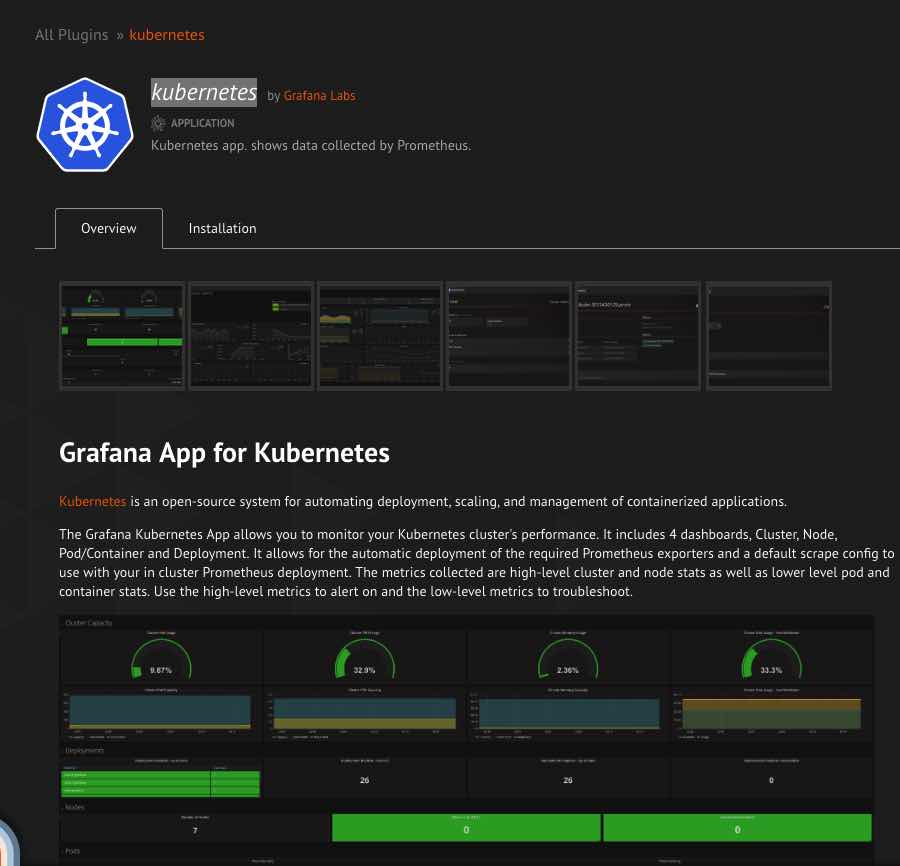 All Plugins » kubernetes
kubernetes by Grafana Labs
APPLICATION
Kubernetes app. shows data collected by Prometheus.
Overview Installation
Grafana App for Kubernetes
Kubernetes is an open-source system for automating deployment, scaling, and management of containerized applications.
The Grafana Kubernetes App allows you to monitor your Kubernetes cluster's performance. It includes 4 dashboards, Cluster, Node,
Pod/Container and Deployment. It allows for the automatic deployment of the required Prometheus exporters and a default scrape config to
use with your in cluster Prometheus deployment. The metrics collected are high-level cluster and node stats as well as lower level pod and
container stats. Use the high-level metrics to alert on and the low-level metrics to troubleshoot.
Cluster Capacity
9.87% 32.9% 2.36% 33.3%
Deployments
26 26 0
Nodes
7 0 0
Pods